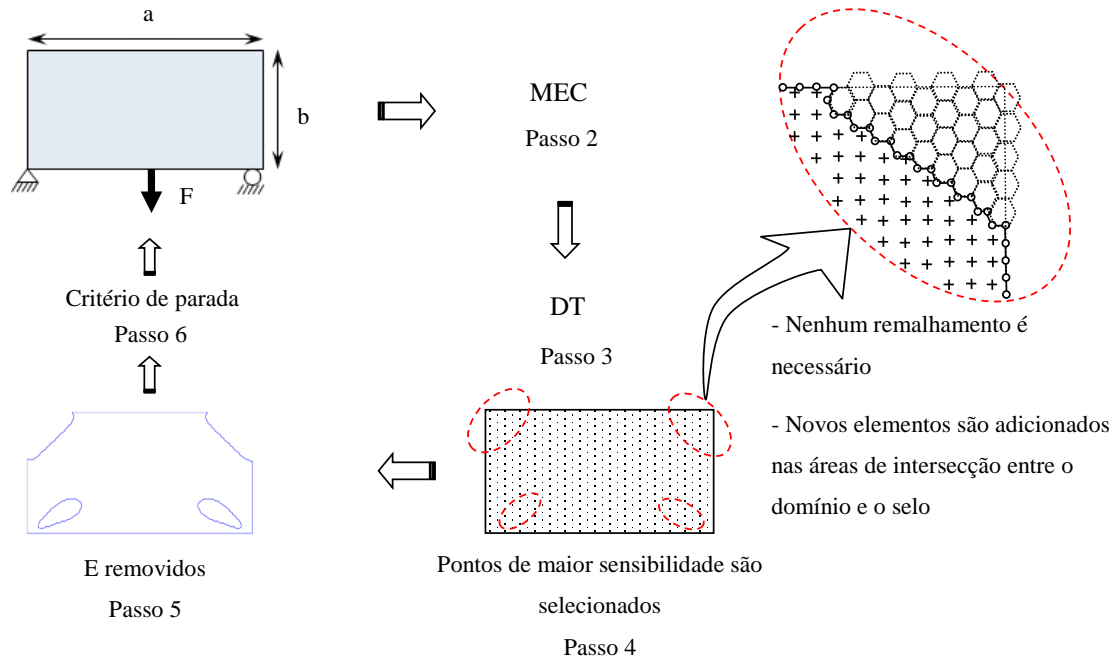 a
b
F
MEC
Passo 2
DT
Passo 3
- Nenhum remalhamento é
necessário
- Novos elementos são adicionados
nas áreas de intersecção entre o
domínio e o selo
Pontos de maior sensibilidade são
selecionados
Passo 4
E removidos
Passo 5
Critério de parada
Passo 6